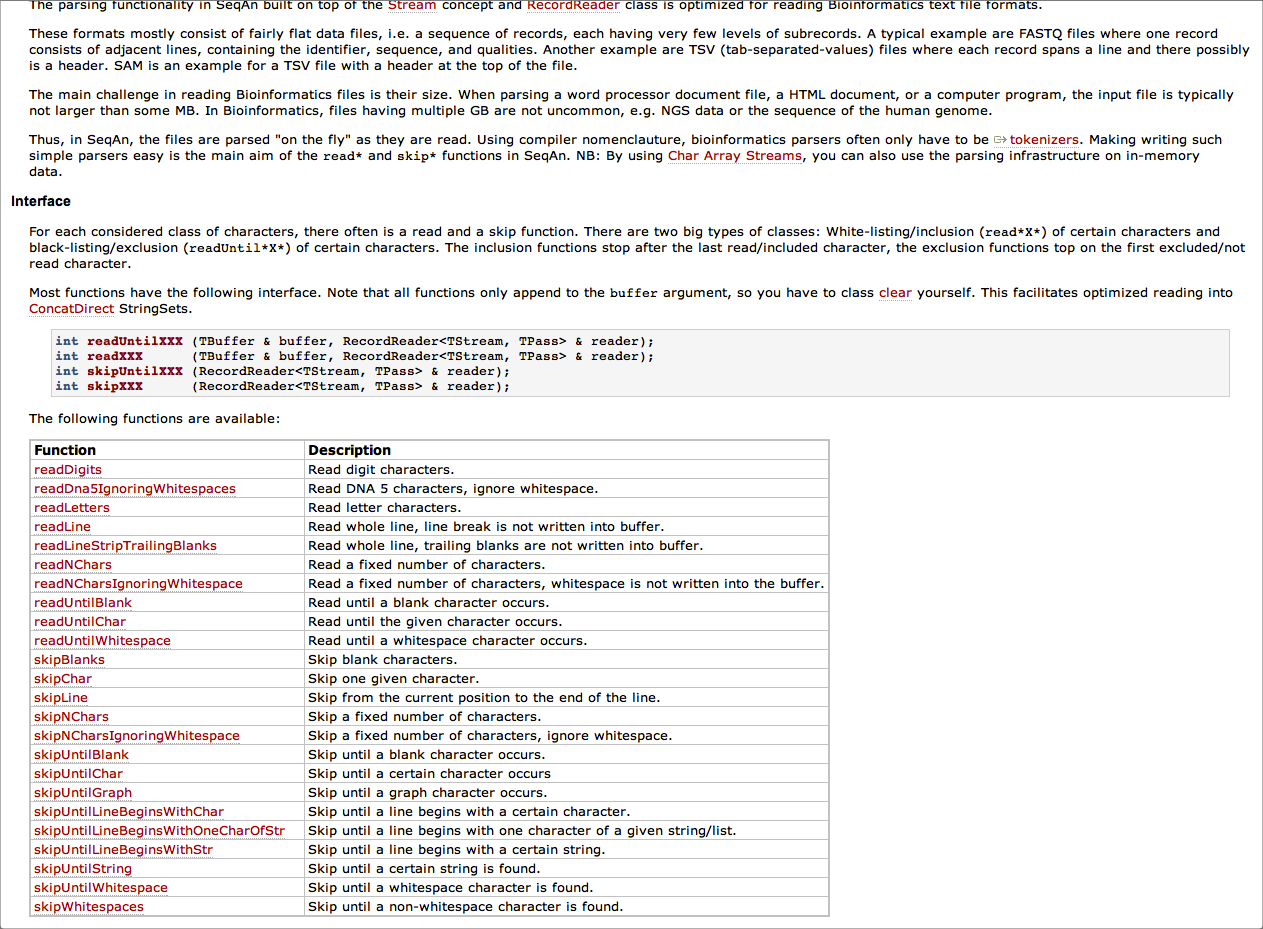 The parsing functionality in SeqAn built on top of the Stream concept and RecordReader class is optimized for reading Bioinformatics text file formats.
These formats mostly consist of fairly flat data files, i.e. a sequence of records, each having very few levels of subrecords. A typical example are FASTQ files where one record
consists of adjacent lines, containing the identifier, sequence, and qualities. Another example are TSV (tab-separated-values) files where each record spans a line and there possibly
is a header. SAM is an example for a TSV file with a header at the top of the file.
The main challenge in reading Bioinformatics files is their size. When parsing a word processor document file, a HTML document, or a computer program, the input file is typically
not larger than some MB. In Bioinformatics, files having multiple GB are not uncommon, e.g. NGS data or the sequence of the human genome.
Thus, in SeqAn, the files are parsed "on the fly" as they are read. Using compiler nomenclauture, bioinformatics parsers often only have to be tokenizers. Making writing such
simple parsers easy is the main aim of the read* and skip* functions in SeqAn. NB: By using Char Array Streams, you can also use the parsing infrastructure on in-memory
data.
Interface
For each considered class of characters, there often is a read and a skip function. There are two big types of classes: White-listing/inclusion (read*X*) of certain characters and
black-listing/exclusion (readUntil*X*) of certain characters. The inclusion functions stop after the last read/included character, the exclusion functions top on the first excluded/not
read character.
Most functions have the following interface. Note that all functions only append to the buffer argument, so you have to class clear yourself. This facilitates optimized reading into
ConcatDirect StringSets.
int readUntilXXX (TBuffer & buffer, RecordReader<TStream, TPass> & reader);
int readXXX (TBuffer & buffer, RecordReader<TStream, TPass> & reader);
int skipUntilXXX (RecordReader<TStream, TPass> & reader);
int skipXXX (RecordReader<TStream, TPass> & reader);
The following functions are available:
Function Description
readDigits Read digit characters.
readDna5IgnoringWhitespaces Read DNA 5 characters, ignore whitespace.
readLetters Read letter characters.
readLine Read whole line, line break is not written into buffer.
readLineStripTrailingBlanks Read whole line, trailing blanks are not written into buffer.
readNChars Read a fixed number of characters.
readNCharsIgnoringWhitespace Read a fixed number of characters, whitespace is not written into the buffer.
readUntilBlank Read until a blank character occurs.
readUntilChar Read until the given character occurs.
readUntilWhitespace Read until a whitespace character occurs.
skipBlanks Skip blank characters.
skipChar Skip one given character.
skipLine Skip from the current position to the end of the line.
skipNChars Skip a fixed number of characters.
skipNCharsIgnoringWhitespace Skip a fixed number of characters, ignore whitespace.
skipUntilBlank Skip until a blank character occurs.
skipUntilChar Skip until a certain character occurs
skipUntilGraph Skip until a graph character occurs.
skipUntilLineBeginsWithChar Skip until a line begins with a certain character.
skipUntilLineBeginsWithOneCharOfStr Skip until a line begins with one character of a given string/list.
skipUntilLineBeginsWithStr Skip until a line begins with a certain string.
skipUntilString Skip until a certain string is found.
skipUntilWhitespace Skip until a whitespace character is found.
skipWhitespaces Skip until a non-whitespace character is found.